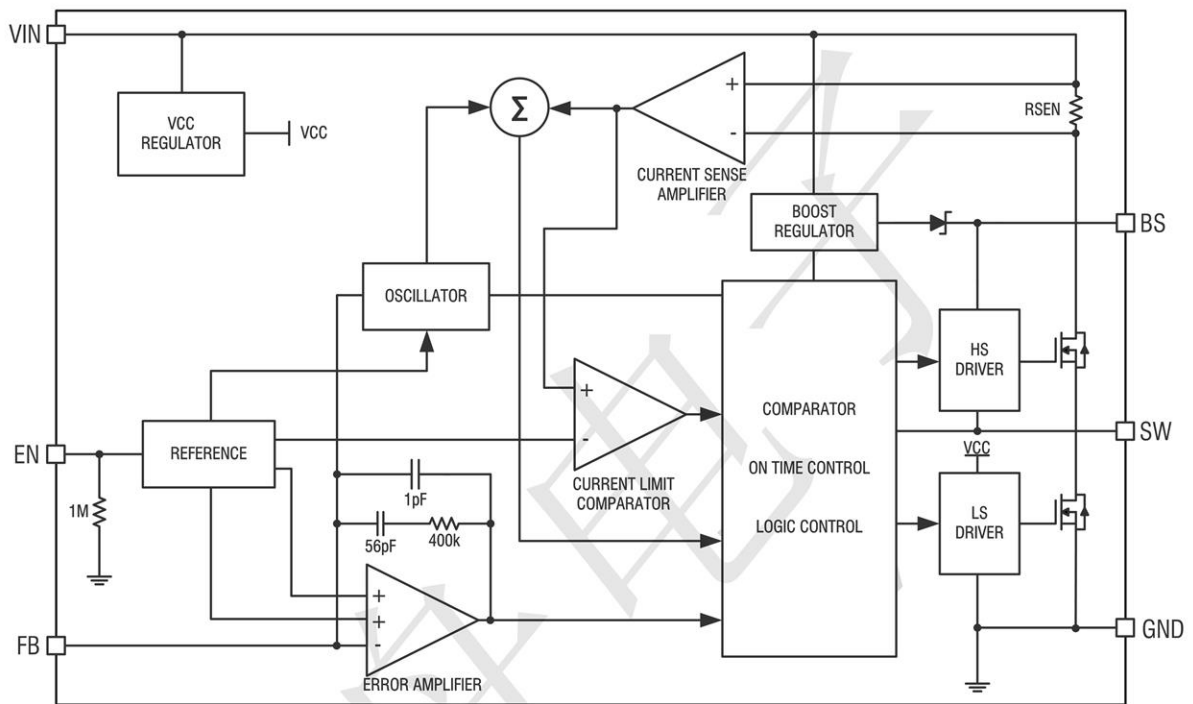 VIN
VCC
REGULATOR
VCC
Σ
+
-
CURRENT SENSE
AMPLIFIER
RSEN
BOOST
REGULATOR
BS
OSCILLATOR
HS
DRIVER
+
-
CURRENT LIMIT
COMPARATOR
COMPARATOR
ON TIME CONTROL
LOGIC CONTROL
SW
EN
REFERENCE
1M
1pF
56pF
400k
VCC
LS
DRIVER
+
+
-
ERROR AMPLIFIER
FB
GND